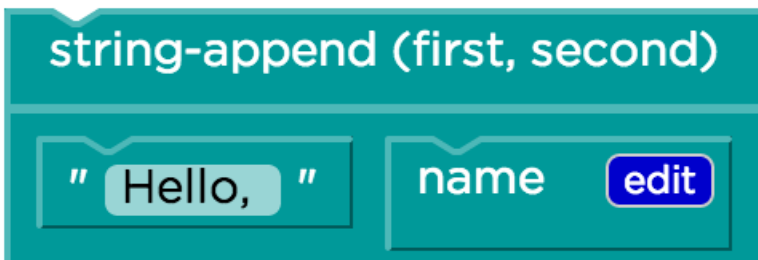 string-append (first, second)
" Hello, " name edit